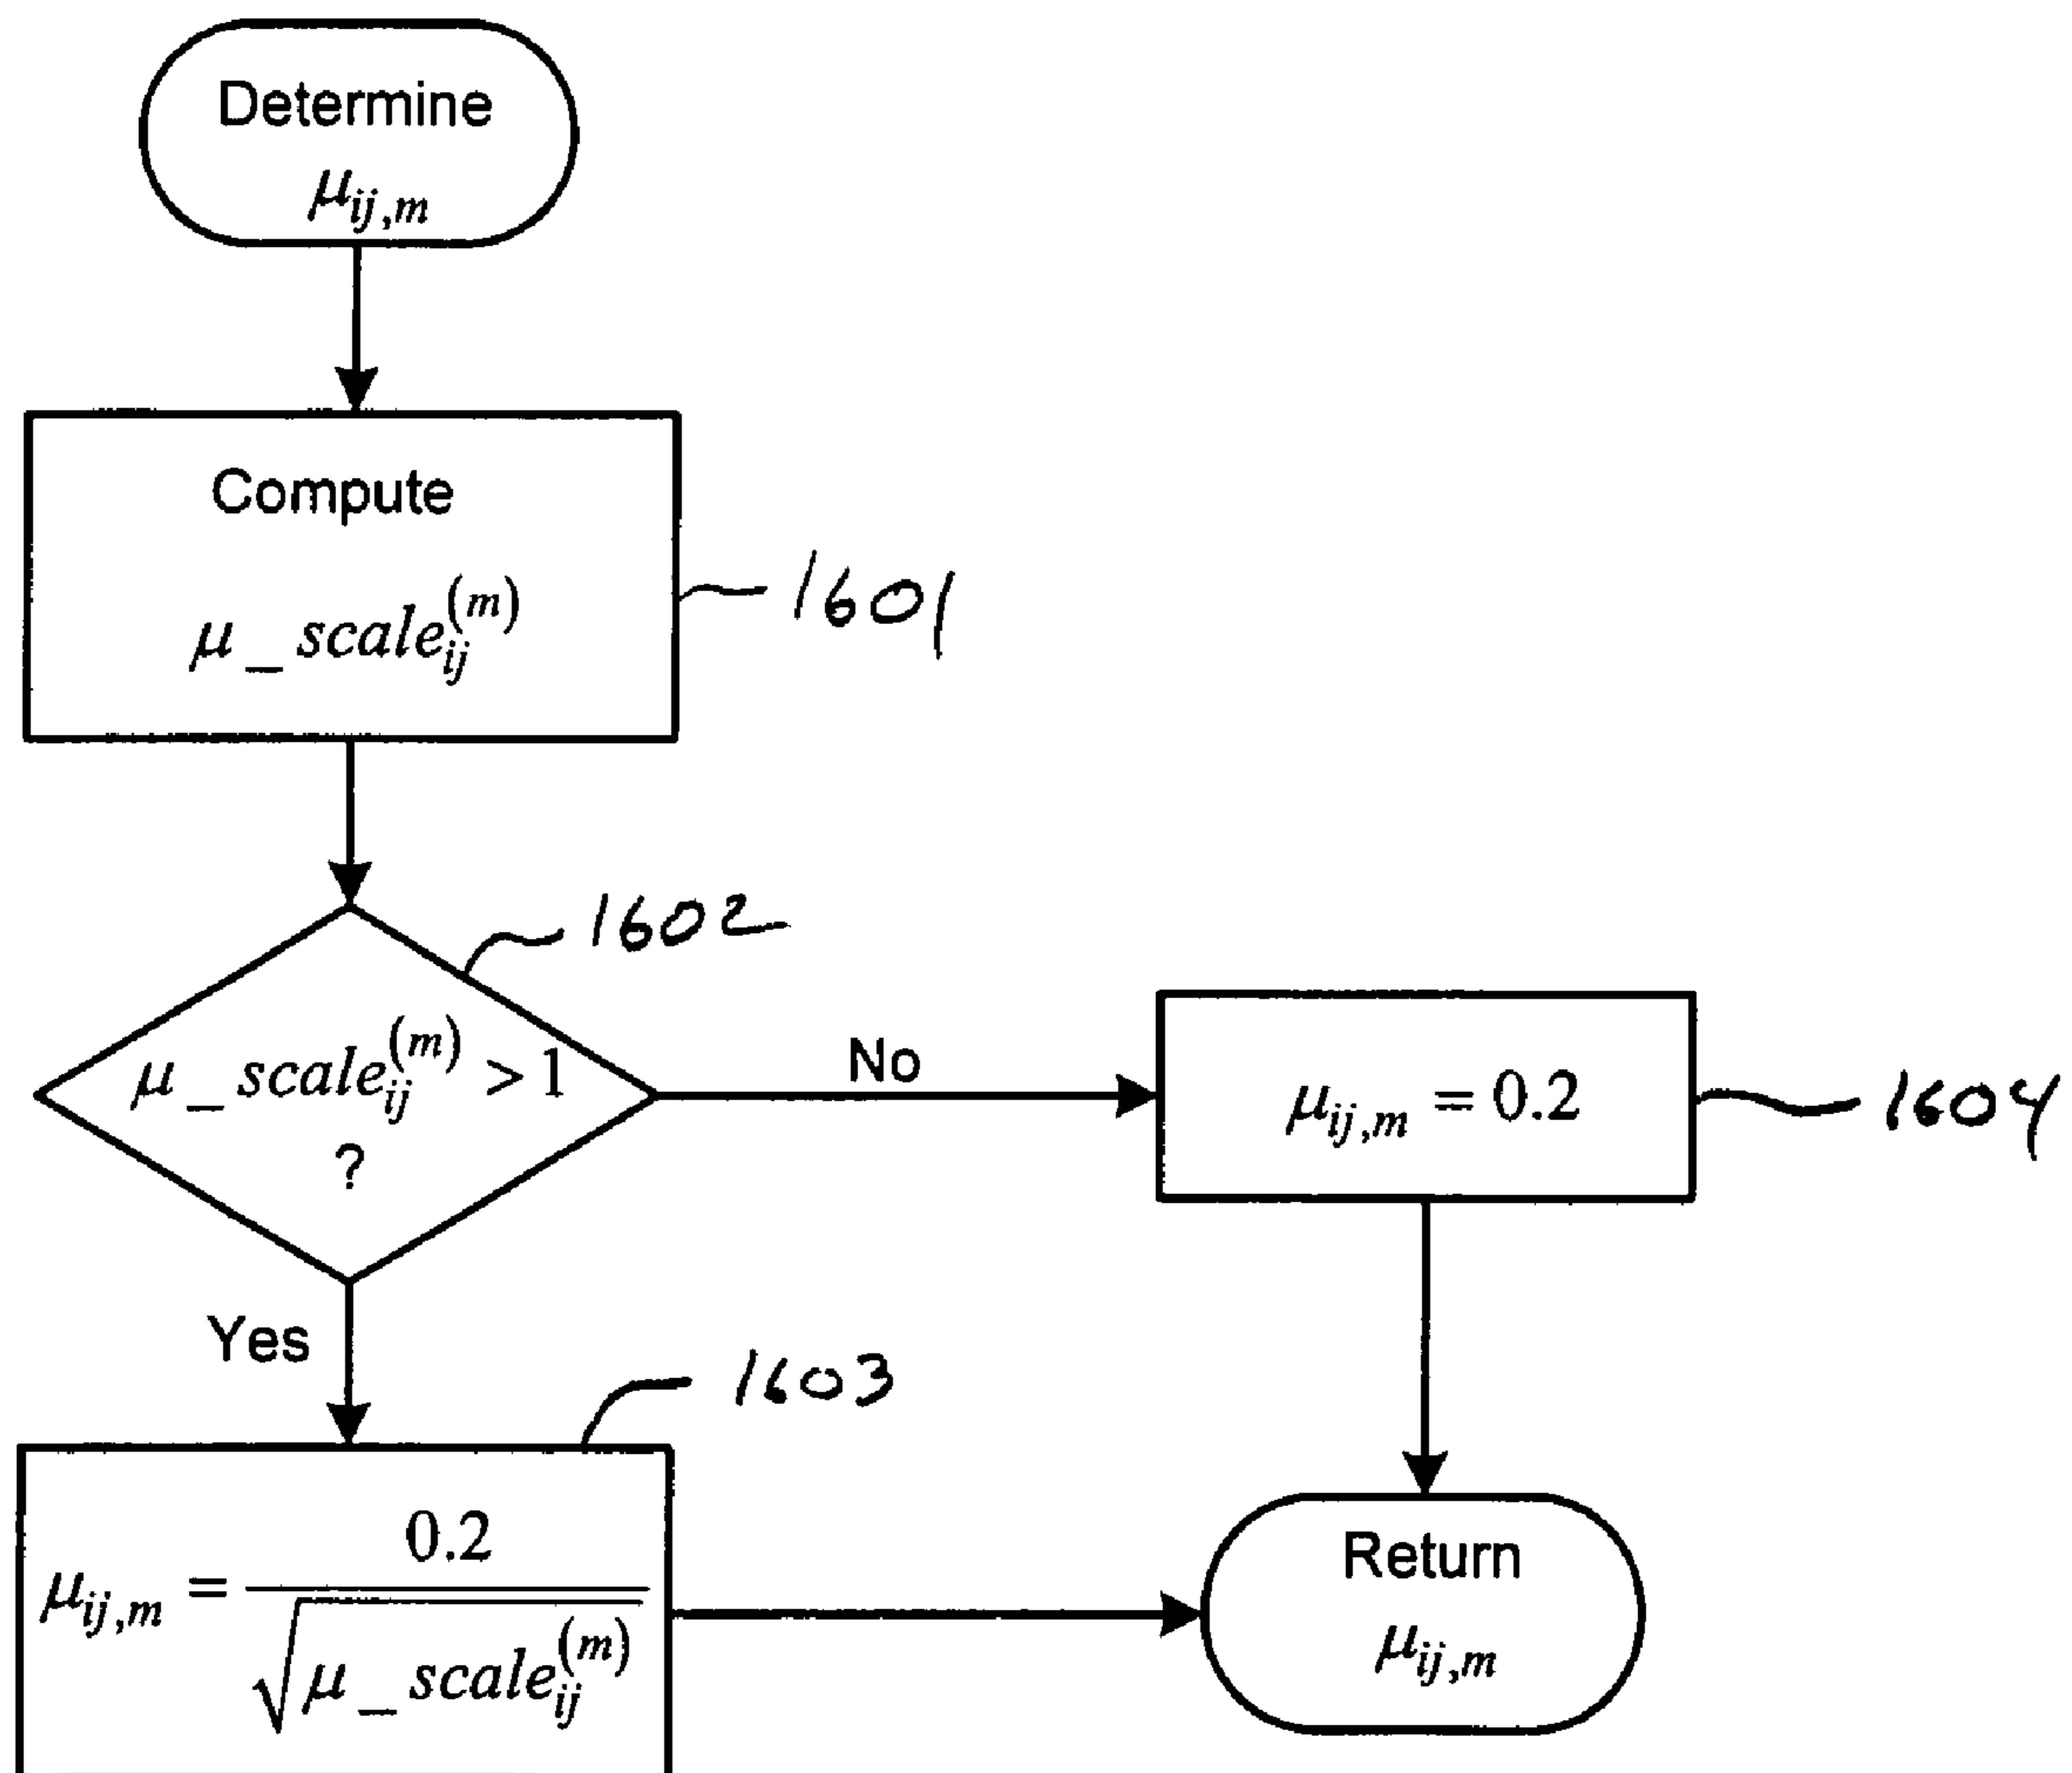 Determine
μij,m
Compute
μ_scaleij(m)
1601
1602
μ_scaleij(m) > 1
?
No
μij,m = 0.2
1604
Yes
1603
μij,m = 0.2 / √μ_scaleij(m)
Return
μij,m